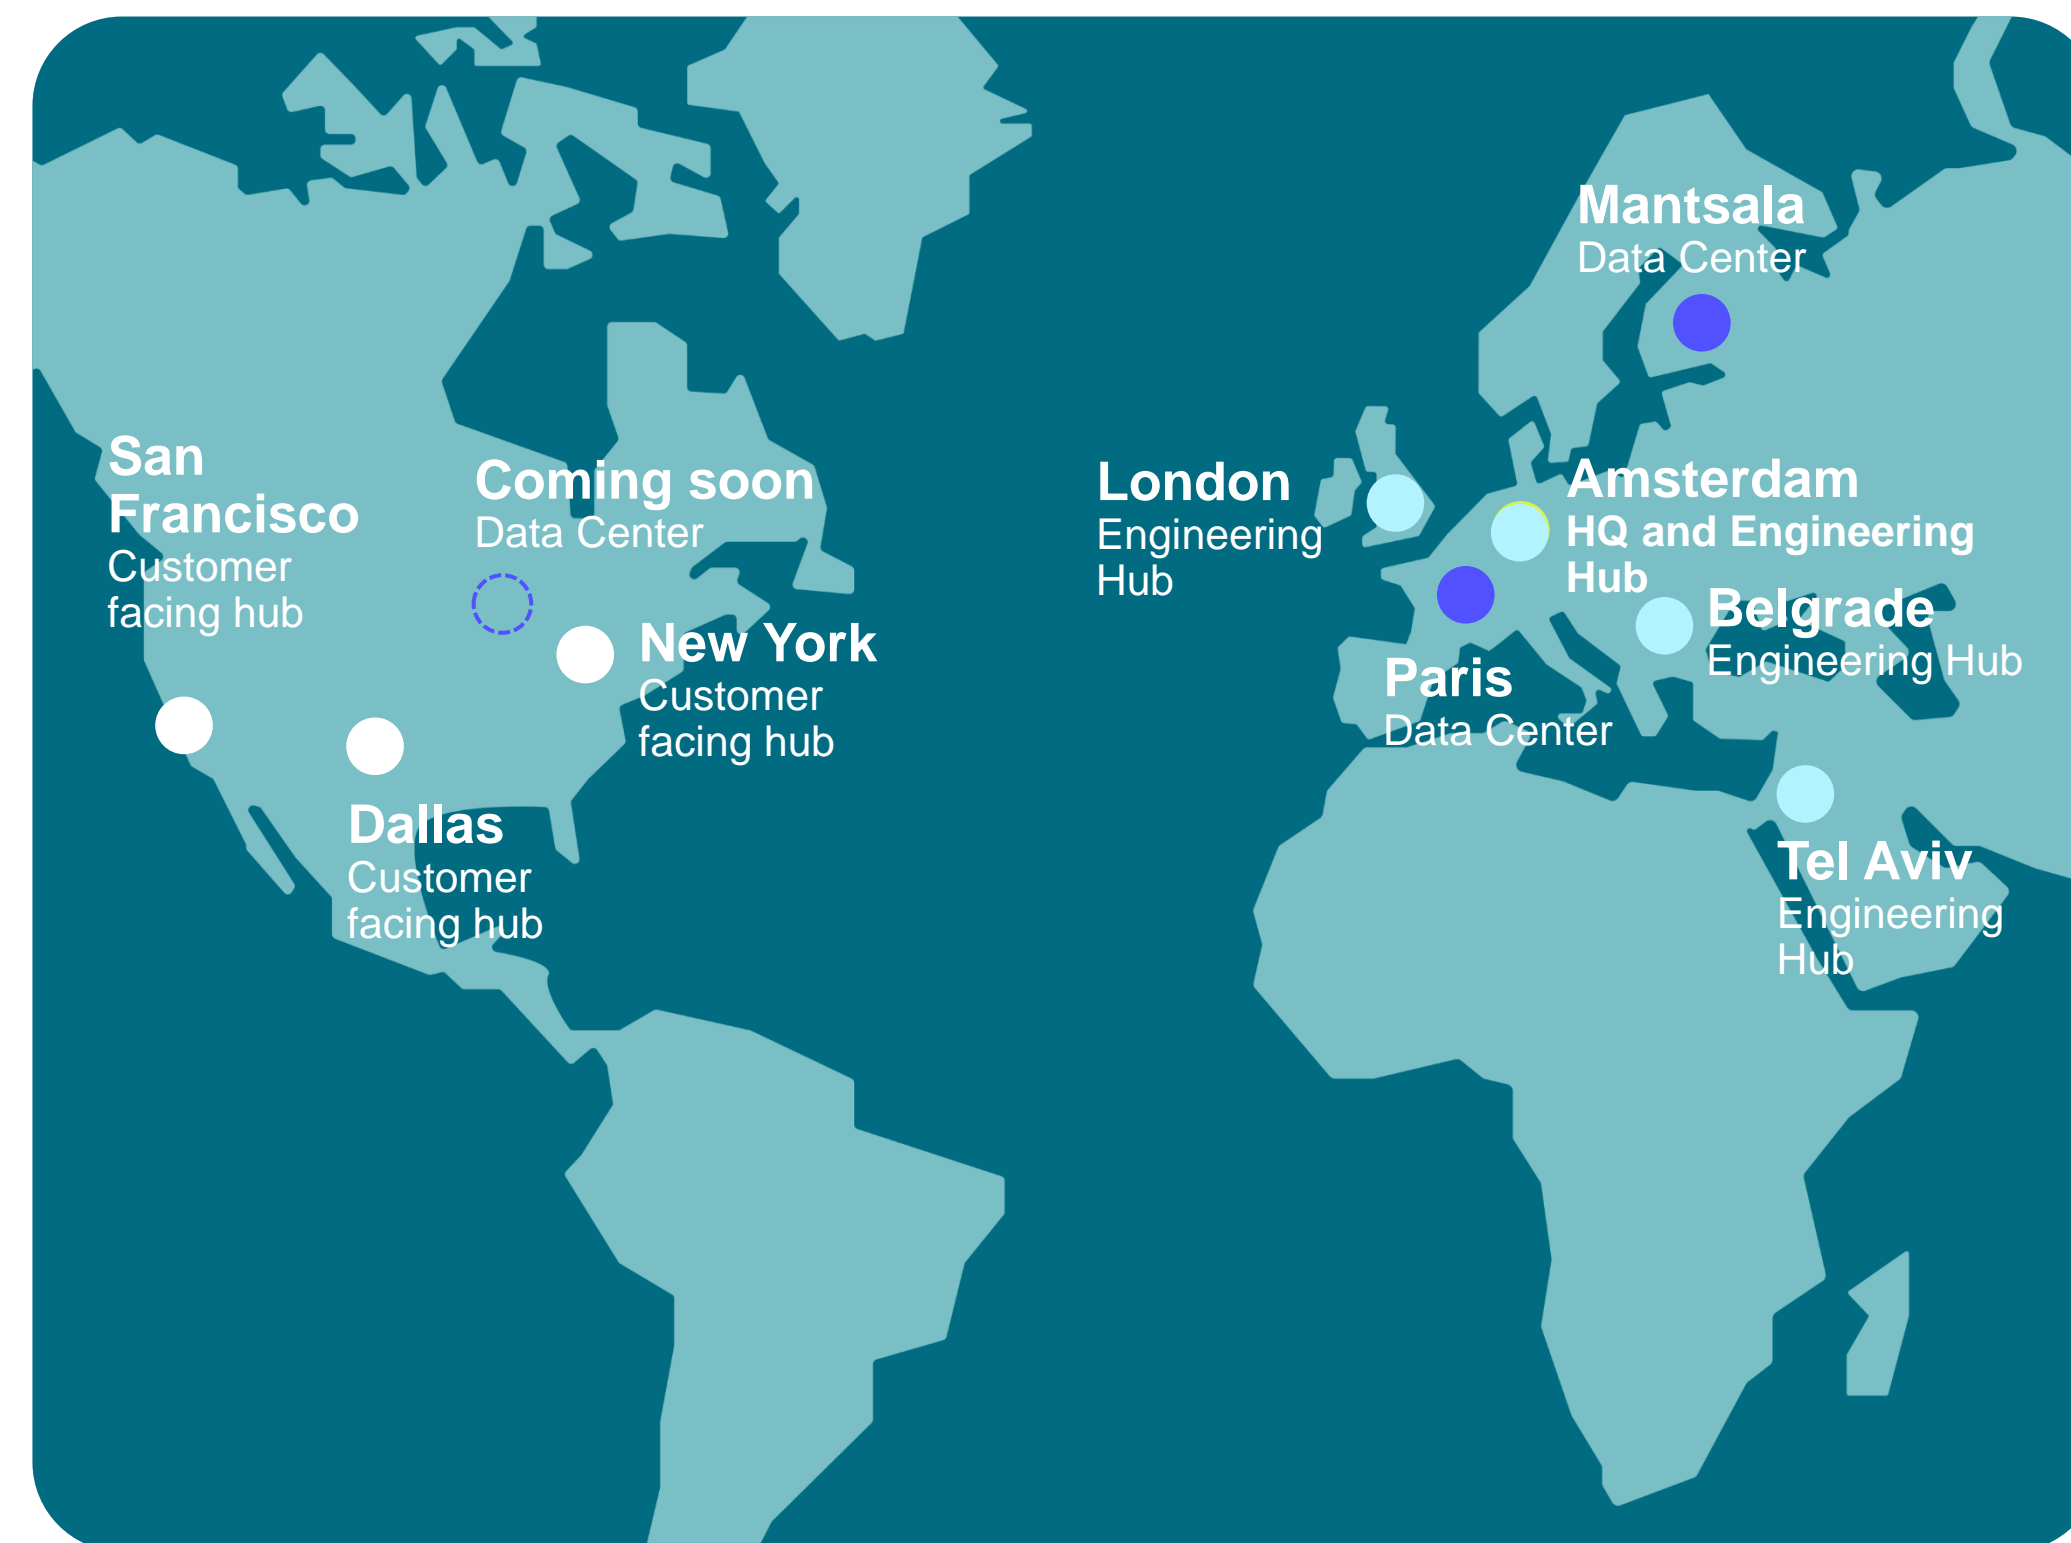 Mantsala
Data Center
San
Francisco
Customer
facing hub
Coming soon
Data Center
London
Engineering
Hub
Amsterdam
HQ and Engineering
Hub
Belgrade
Engineering Hub
New York
Customer
facing hub
Paris
Data Center
Dallas
Customer
facing hub
Tel Aviv
Engineering
Hub